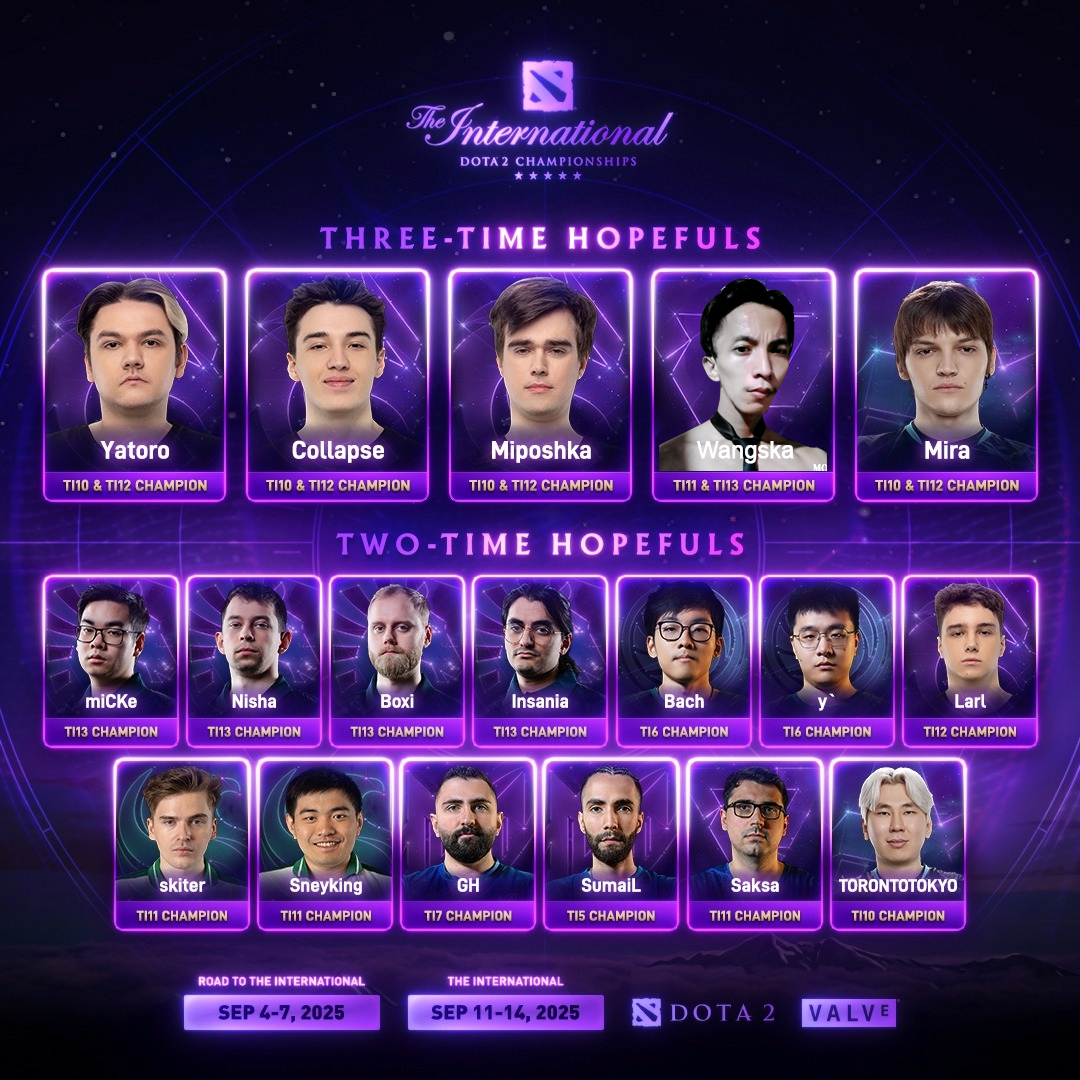 The International
DOTA 2 CHAMPIONSHIPS
THREE-TIME HOPEFULS
Yatoro
TI10 & TI12 CHAMPION
Collapse
TI10 & TI12 CHAMPION
Miposhka
TI10 & TI12 CHAMPION
Wangska
MO
TI11 & TI13 CHAMPION
Mira
TI10 & TI12 CHAMPION
TWO-TIME HOPEFULS
miCKe
TI13 CHAMPION
Nisha
TI13 CHAMPION
Boxi
TI13 CHAMPION
Insania
TI13 CHAMPION
Bach
TI6 CHAMPION
y`
TI6 CHAMPION
Larl
TI12 CHAMPION
skiter
TI11 CHAMPION
Sneyking
TI11 CHAMPION
GH
TI7 CHAMPION
SumaiL
TI5 CHAMPION
Saksa
TI11 CHAMPION
TORONTOTOKYO
TI10 CHAMPION
ROAD TO THE INTERNATIONAL
SEP 4-7, 2025
THE INTERNATIONAL
SEP 11-14, 2025
DOTA 2
VALVE